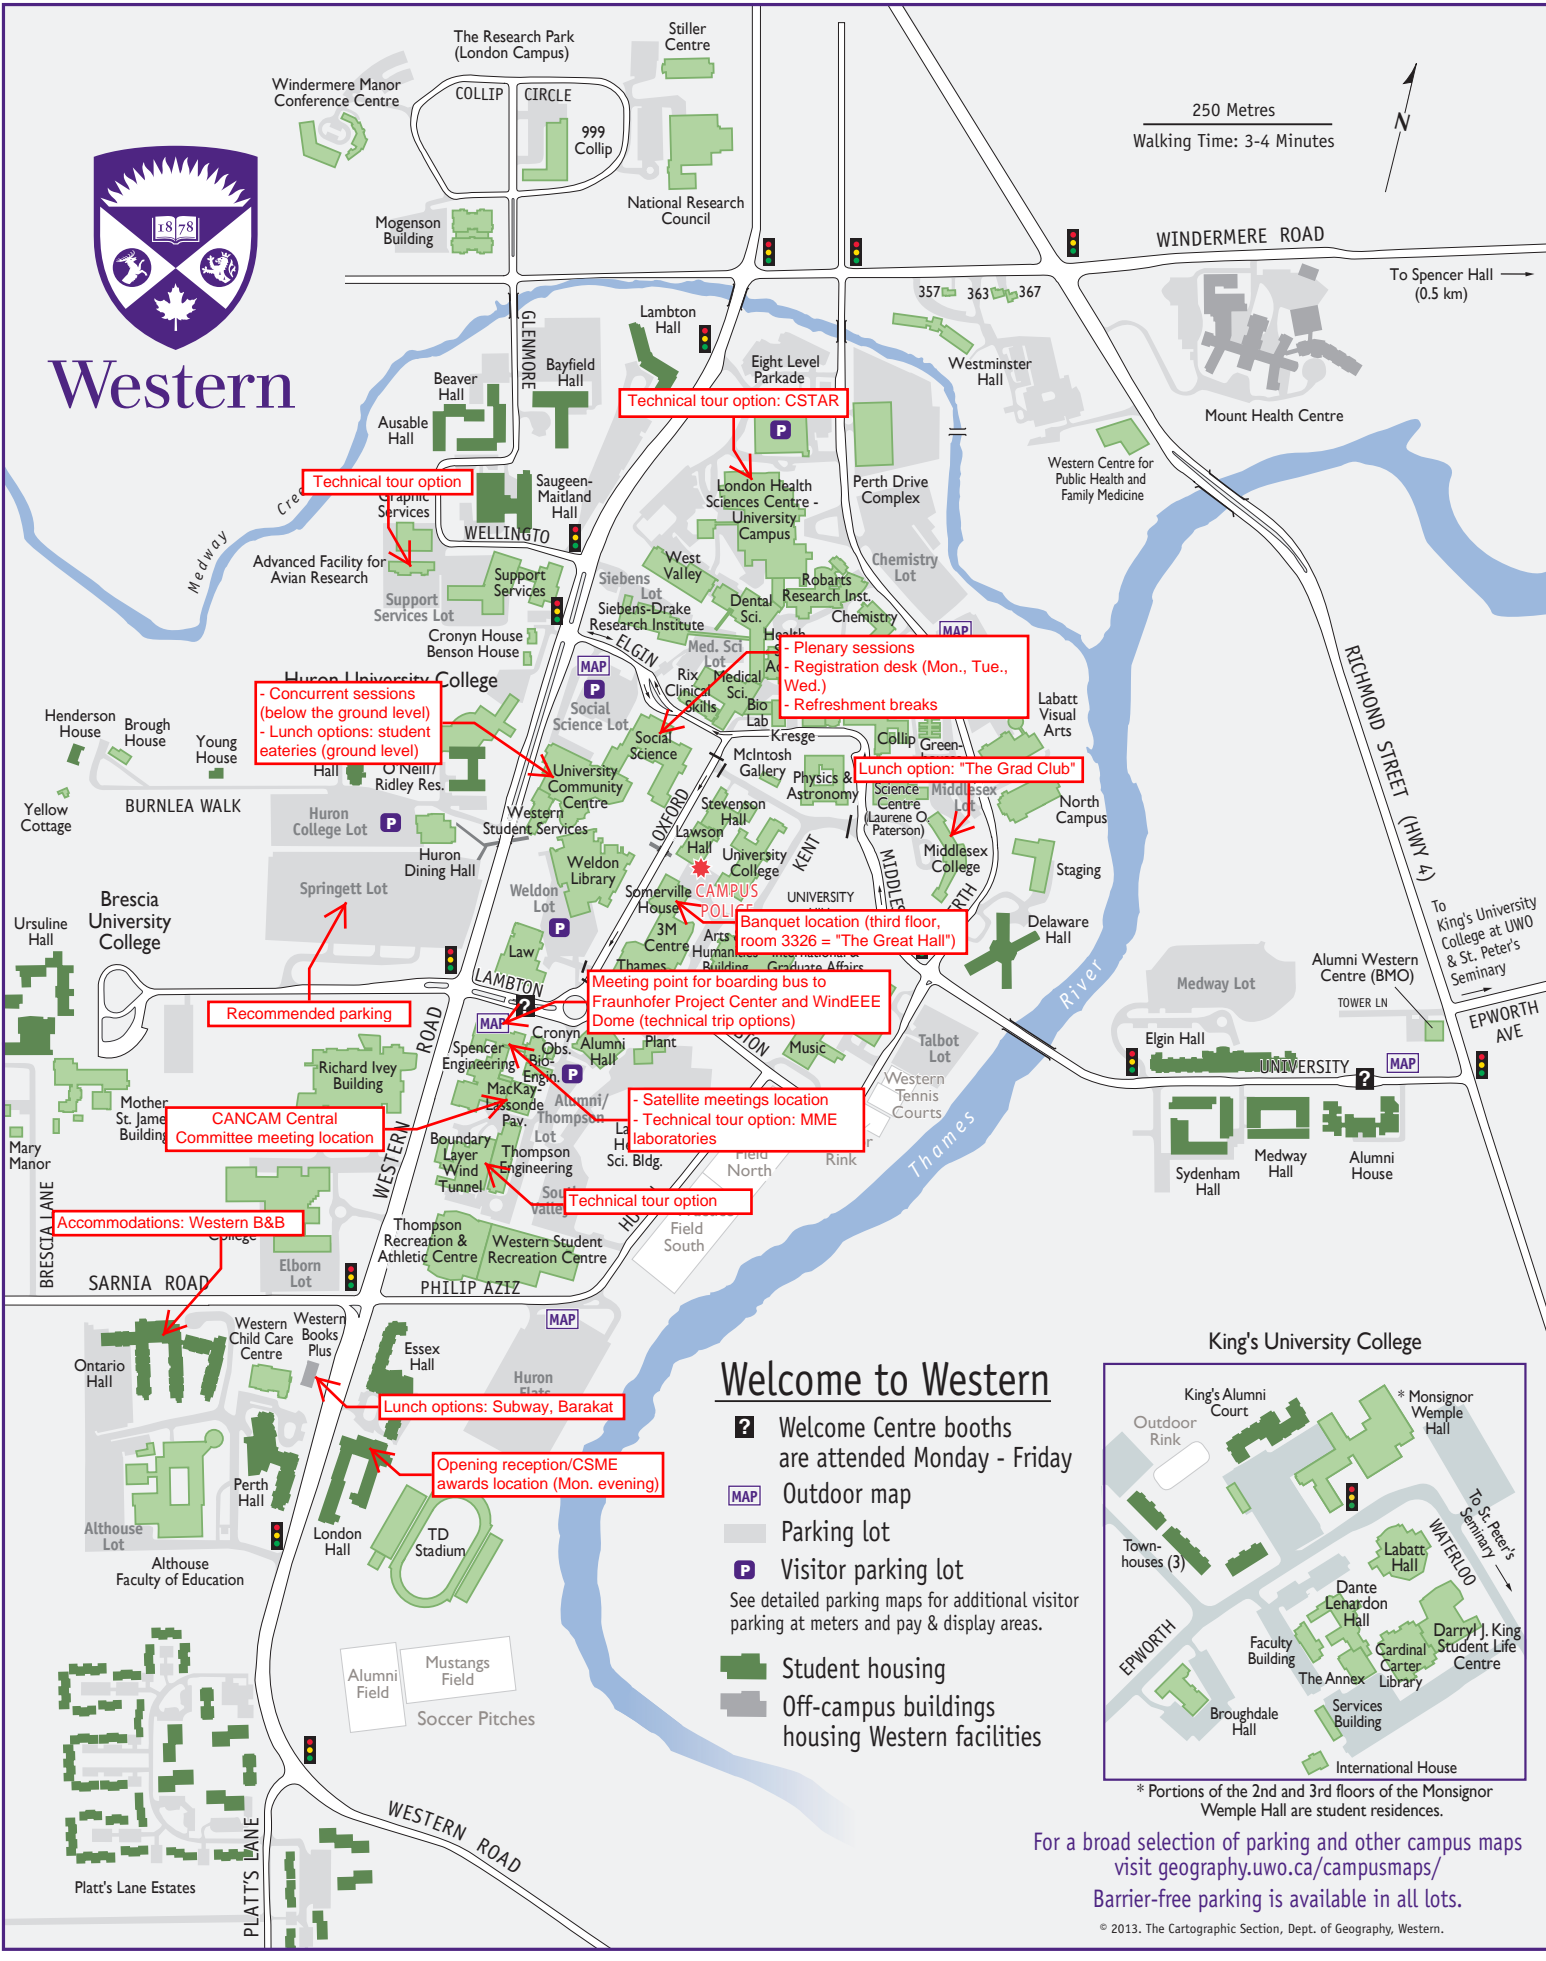 The Research Park
(London Campus)
Stiller
Centre
Windermere Manor
Conference Centre
COLLIP CIRCLE
999
Collip
250 Metres
Walking Time: 3-4 Minutes
N
National Research
Council
Mogenson
Building
1878
Western
WINDERMERE ROAD
To Spencer Hall
(0.5 km)
357
363
367
GLENMORE
Lambton
Hall
Bayfield
Hall
Beaver
Hall
Ausable
Hall
Eight Level
Parkade
Westminster
Hall
Mount Health Centre
Technical tour option: CSTAR
P
Technical tour option
Graphic
Services
Saugeen-
Maitland
Hall
London Health
Sciences Centre -
University
Campus
Perth Drive
Complex
Western Centre for
Public Health and
Family Medicine
Medway
WELLINGTO
Advanced Facility for
Avian Research
Support
Services
Support
Services Lot
West
Valley
Siebens
Lot
Siebens-Drake
Research Institute
Robarts
Research Inst.
Dental
Sci.
Chemistry
Chemistry
Lot
Cronyn House
Benson House
ELGIN
Med. Sci
Lot
MAP
MAP
P
Huron University College
- Plenary sessions
- Registration desk (Mon., Tue.,
Wed.)
- Refreshment breaks
Rix
Clinical
Skills
Medical
Sci.
Bio
Lab
- Concurrent sessions
(below the ground level)
- Lunch options: student
eateries (ground level)
Social
Science Lot
Social
Science
Kresge
Collip
Green-
Labatt
Visual
Arts
RICHMOND STREET (HWY 4)
Henderson
House
Brough
House
Young
House
Hall
O'Neill/
Ridley Res.
University
Community
Centre
McIntosh
Gallery
Physics &
Astronomy
Lunch option: "The Grad Club"
Science
Centre
(Laurene O.
Paterson)
Middlesex
Lot
North
Campus
Yellow
Cottage
BURNLEA WALK
Huron
College Lot
P
Western
Student Services
OXFORD
Stevenson
Hall
Lawson
Hall
University
College
KENT
Middlesex
College
Huron
Dining Hall
Weldon
Library
Staging
Springett Lot
Weldon
Lot
P
Somerville
House
CAMPUS
POLICE
UNIVERSITY
Brescia
University
College
Ursuline
Hall
Banquet location (third floor,
room 3326 = "The Great Hall")
3M
Centre
Law
Thames
Delaware
Hall
To
King's University
College at UWO
& St. Peter's
Seminary
Alumni Western
Centre (BMO)
TOWER LN
EPWORTH
AVE
LAMBTON
Meeting point for boarding bus to
Fraunhofer Project Center and WindEEE
Dome (technical trip options)
Medway Lot
River
Recommended parking
?
MAP
ROAD
Spencer
Engineering
Cronyn
Obs.
Bio-
Engin.
P
Alumni
Hall
Plant
Music
Talbot
Lot
Elgin Hall
UNIVERSITY
?
MAP
Richard Ivey
Building
MacKay-
Lassonde
Pav.
Alumni/
Thompson
Lot
Western
Tennis
Courts
Mother
St. James
Building
CANCAM Central
Committee meeting location
- Satellite meetings location
- Technical tour option: MME
laboratories
Sci. Bldg.
Field
North
Rink
Thames
Mary
Manor
Boundary
Layer
Wind
Tunnel
Thompson
Engineering
WESTERN
Sydenham
Hall
Medway
Hall
Alumni
House
BRESCIA LANE
Technical tour option
Accommodations: Western B&B
College
Elborn
Lot
Thompson
Recreation &
Athletic Centre
Western Student
Recreation Centre
Field
South
SARNIA ROAD
PHILIP AZIZ
MAP
Ontario
Hall
Western
Child Care
Centre
Western
Books
Plus
Essex
Hall
Huron
Flats
Lunch options: Subway, Barakat
Opening reception/CSME
awards location (Mon. evening)
Perth
Hall
London
Hall
TD
Stadium
Althouse
Lot
Althouse
Faculty of Education
Alumni
Field
Mustangs
Field
Soccer Pitches
WESTERN ROAD
PLATT'S LANE
Platt's Lane Estates
Welcome to Western
? Welcome Centre booths
are attended Monday - Friday
MAP Outdoor map
Parking lot
P Visitor parking lot
See detailed parking maps for additional visitor
parking at meters and pay & display areas.
Student housing
Off-campus buildings
housing Western facilities
King's University College
King's Alumni
Court
* Monsignor
Wemple
Hall
Outdoor
Rink
To St. Peter's
Seminary
WATERLOO
Town-
houses (3)
Labatt
Hall
Dante
Lenardon
Hall
EPWORTH
Faculty
Building
The Annex
Cardinal
Carter
Library
Darryl J. King
Student Life
Centre
Broughdale
Hall
Services
Building
International House
* Portions of the 2nd and 3rd floors of the Monsignor
Wemple Hall are student residences.
For a broad selection of parking and other campus maps
visit geography.uwo.ca/campusmaps/
Barrier-free parking is available in all lots.
© 2013. The Cartographic Section, Dept. of Geography, Western.